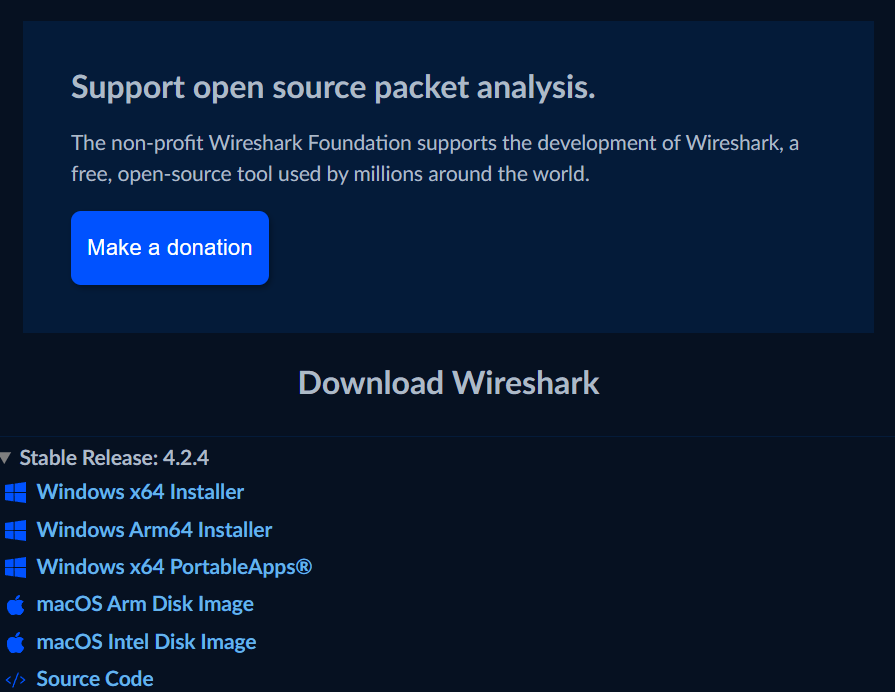 Support open source packet analysis.
The non-profit Wireshark Foundation supports the development of Wireshark, a
free, open-source tool used by millions around the world.
Make a donation
Download Wireshark
Stable Release: 4.2.4
Windows x64 Installer
Windows Arm64 Installer
Windows x64 PortableApps®
macOS Arm Disk Image
macOS Intel Disk Image
Source Code